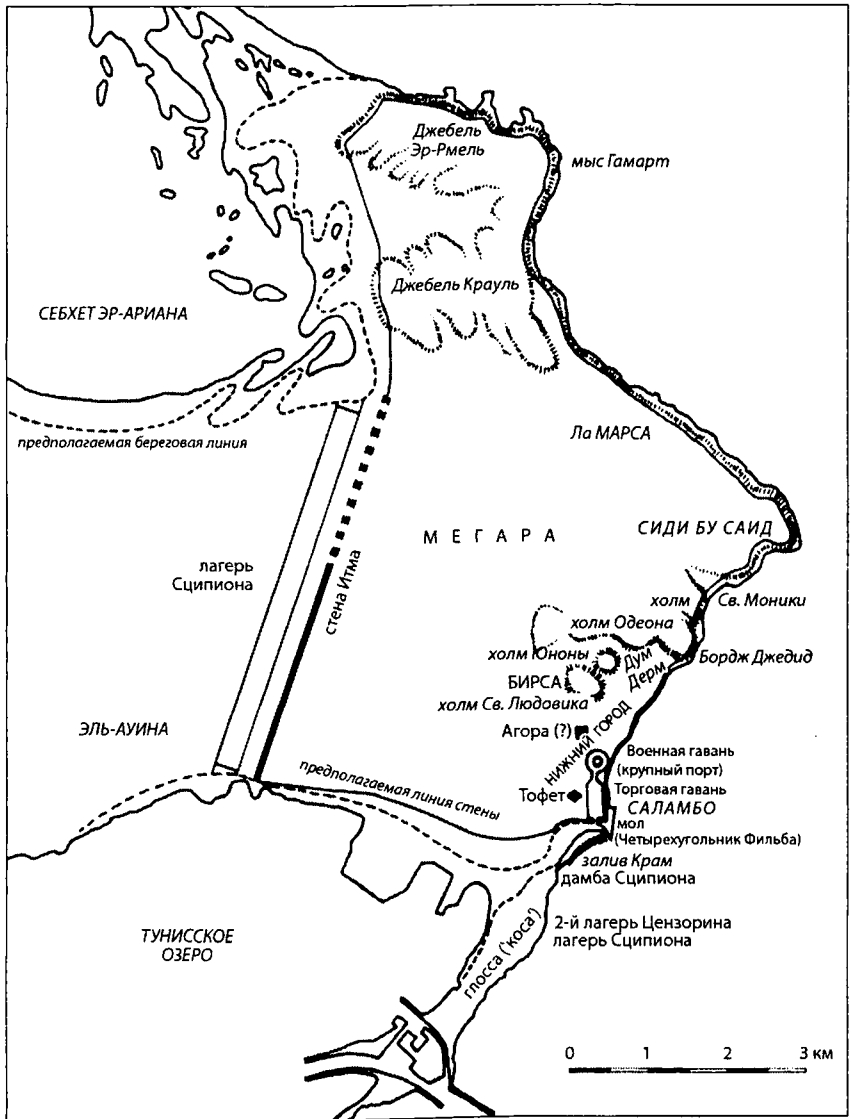 Джебель
Эр-Рмель
мыс Гамарт
Джебель Крауль
СЕБХЕТ ЭР-АРИАНА
предполагаемая береговая линия
Ла МАРСА
МЕГАРА
СИДИ БУ САИД
лагерь
Сципиона
стена Итма
холм Св. Моники
холм Одеона
холм Юноны
Дум
Дерм
Бордж Джедид
БИРСА
холм Св. Людовика
ЭЛЬ-АУИНА
Агора (?)
НИЖНИЙ ГОРОД
Военная гавань
(крупный порт)
предполагаемая линия стены
Тофет
Торговая гавань
САЛАМБО
мол
(Четырехугольник Фильба)
залив Крам
дамба Сципиона
2-й лагерь Цензорина
лагерь Сципиона
глосса ('коса')
ТУНИССКОЕ
ОЗЕРО
0 1 2 3 км